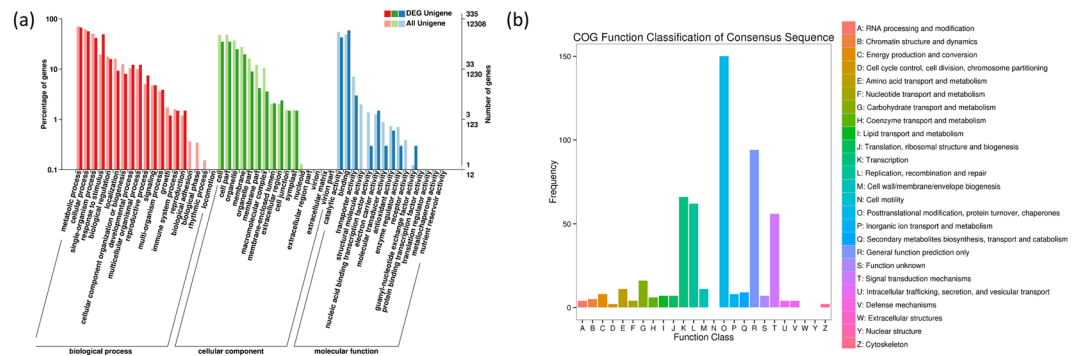 (a)
DEG Unigene
All Unigene
100
10
1
0.1
Percentage of genes
335
12308
33
1230
3
123
1
12
Number of genes
metabolic process
cellular process
single-organism process
response to stimulus
biological regulation
localization
cellular component organization or biogenesis
developmental process
multicellular organismal process
reproductive process
signaling
multi-organism process
growth
immune system process
reproduction
biological adhesion
biological phase
rhythmic process
locomotion
cell
cell part
organelle
membrane
organelle part
membrane part
macromolecular complex
membrane-enclosed lumen
extracellular region
cell junction
symplast
nucleoid
extracellular region part
virion
extracellular matrix
virion part
catalytic activity
binding
transporter activity
structural molecule activity
nucleic acid binding transcription factor activity
electron carrier activity
molecular transducer activity
antioxidant activity
enzyme regulator activity
receptor activity
guanyl-nucleotide exchange factor activity
protein binding transcription factor activity
translation regulator activity
metallochaperone activity
nutrient reservoir activity
biological process
cellular component
molecular function
(b)
COG Function Classification of Consensus Sequence
150
100
50
0
Frequency
A B C D E F G H I J K L M N O P Q R S T U V W Y Z
Function Class
A: RNA processing and modification
B: Chromatin structure and dynamics
C: Energy production and conversion
D: Cell cycle control, cell division, chromosome partitioning
E: Amino acid transport and metabolism
F: Nucleotide transport and metabolism
G: Carbohydrate transport and metabolism
H: Coenzyme transport and metabolism
I: Lipid transport and metabolism
J: Translation, ribosomal structure and biogenesis
K: Transcription
L: Replication, recombination and repair
M: Cell wall/membrane/envelope biogenesis
N: Cell motility
O: Posttranslational modification, protein turnover, chaperones
P: Inorganic ion transport and metabolism
Q: Secondary metabolites biosynthesis, transport and catabolism
R: General function prediction only
S: Function unknown
T: Signal transduction mechanisms
U: Intracellular trafficking, secretion, and vesicular transport
V: Defense mechanisms
W: Extracellular structures
Y: Nuclear structure
Z: Cytoskeleton